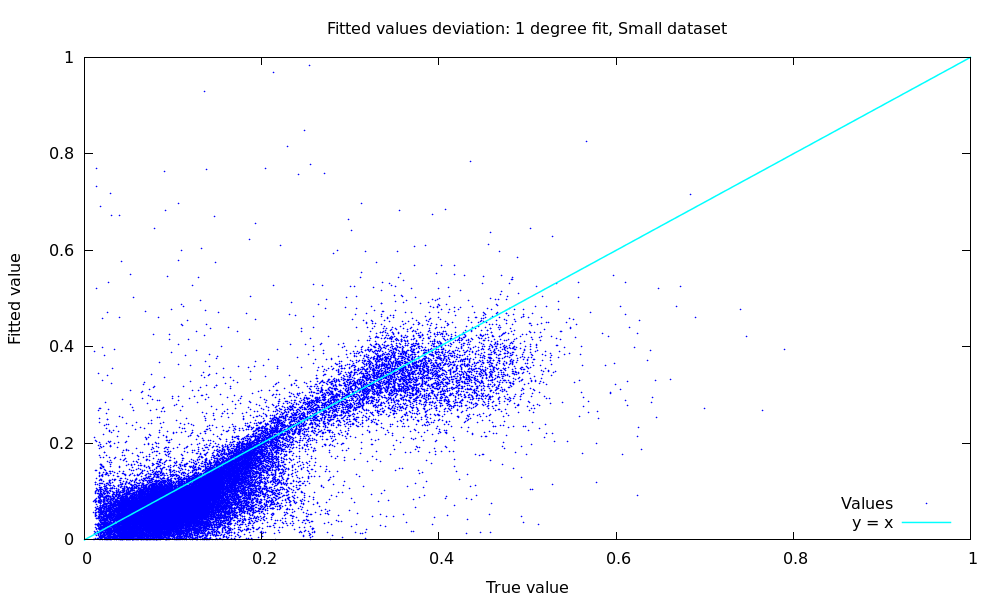 Fitted values deviation: 1 degree fit, Small dataset
1
0.8
0.6
0.4
0.2
0
Fitted value
Values
y = x
0 0.2 0.4 0.6 0.8 1
True value